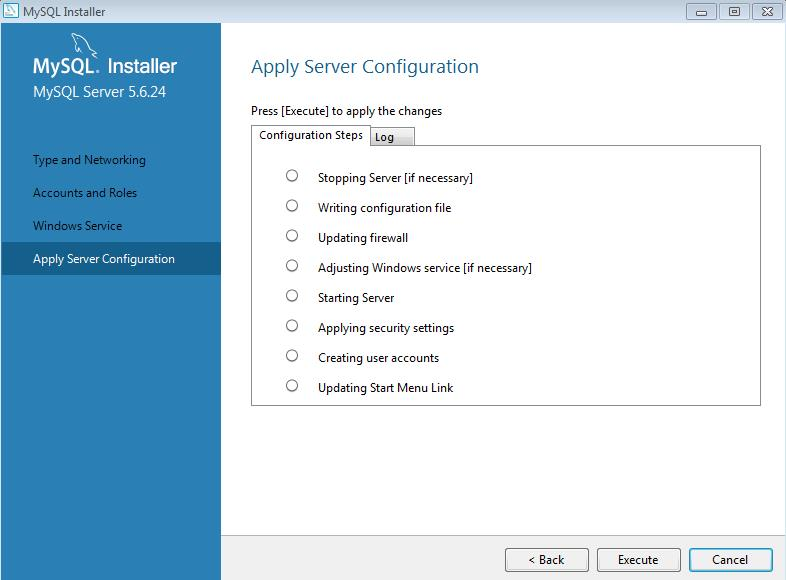 MySQL Installer
MySQL. Installer
MySQL Server 5.6.24
Type and Networking
Accounts and Roles
Windows Service
Apply Server Configuration
Apply Server Configuration
Press [Execute] to apply the changes
Configuration Steps Log
Stopping Server [if necessary]
Writing configuration file
Updating firewall
Adjusting Windows service [if necessary]
Starting Server
Applying security settings
Creating user accounts
Updating Start Menu Link
< Back Execute Cancel